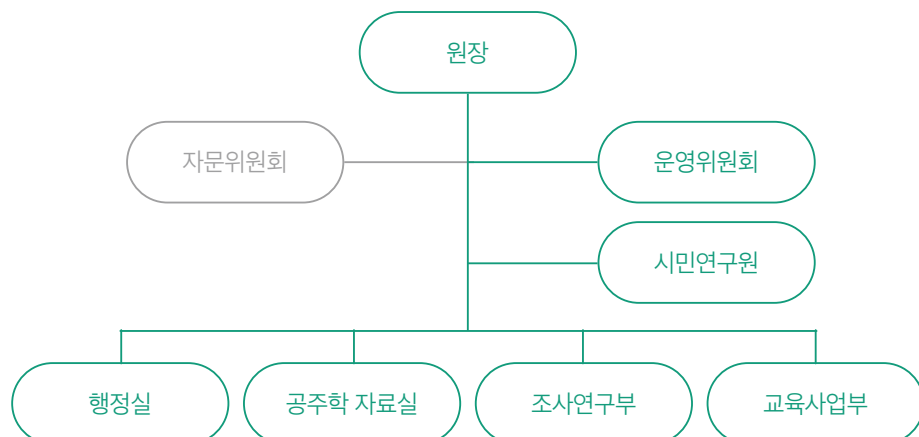 원장
자문위원회
운영위원회
시민연구원
행정실
공주학 자료실
조사연구부
교육사업부